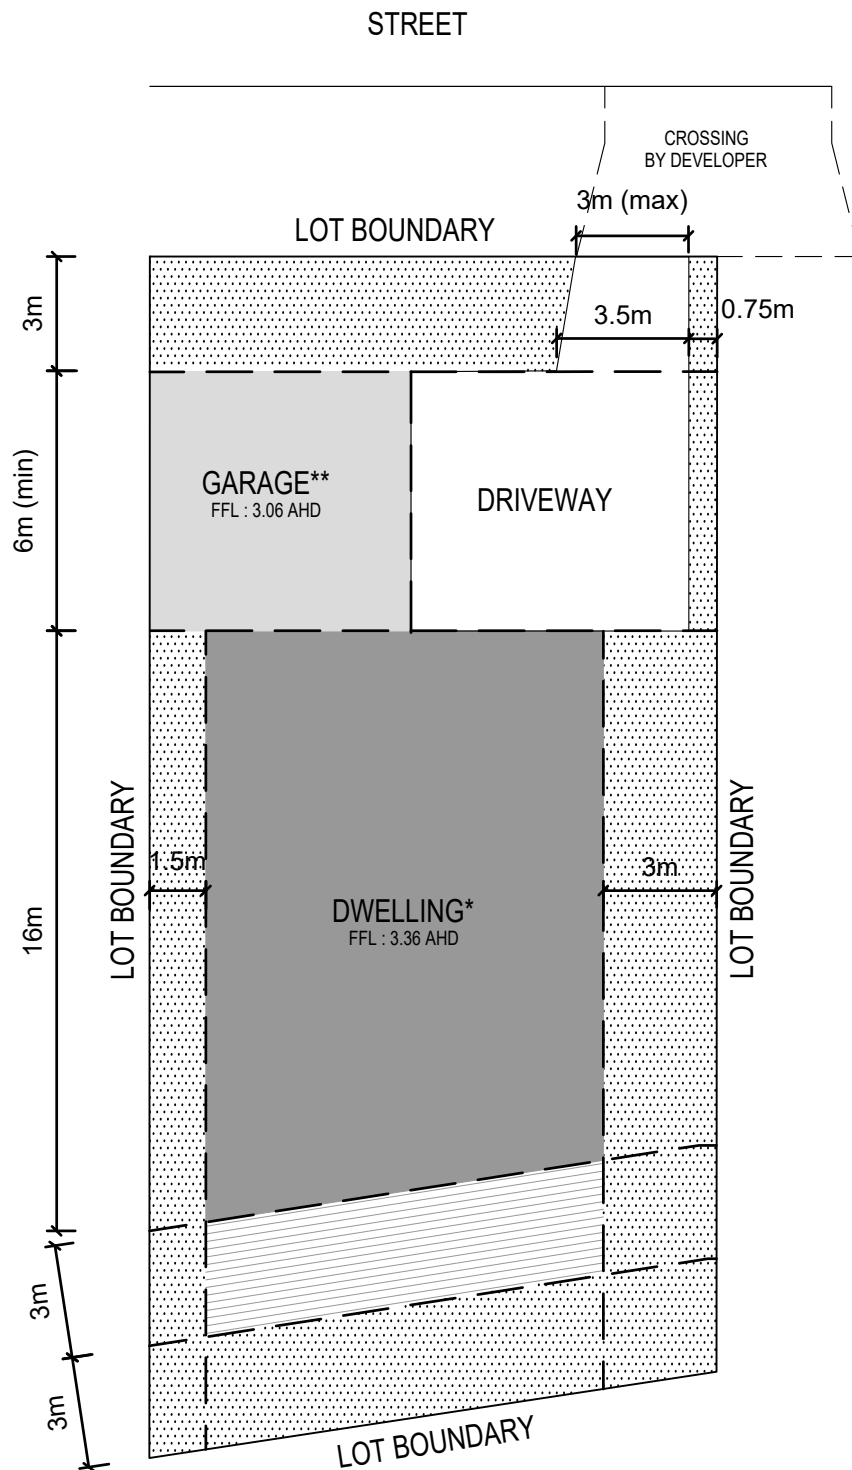 STREET
CROSSING
BY DEVELOPER
3m (max)
LOT BOUNDARY
3m
3.5m
0.75m
6m (min)
GARAGE**
FFL : 3.06 AHD
DRIVEWAY
LOT BOUNDARY
1.5m
3m
LOT BOUNDARY
16m
DWELLING*
FFL : 3.36 AHD
3m
3m
LOT BOUNDARY